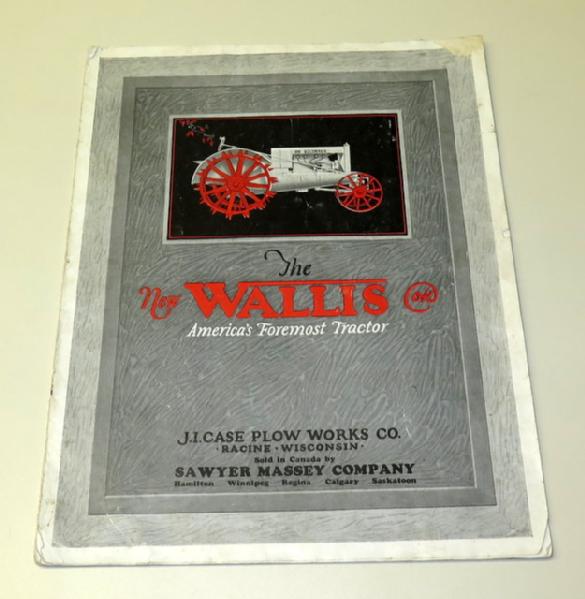 The
New WALLIS OK
America's Foremost Tractor
J.I. CASE PLOW WORKS CO.
· RACINE · WISCONSIN ·
Sold in Canada by
SAWYER MASSEY COMPANY
Hamilton Winnipeg Regina Calgary Saskatoon